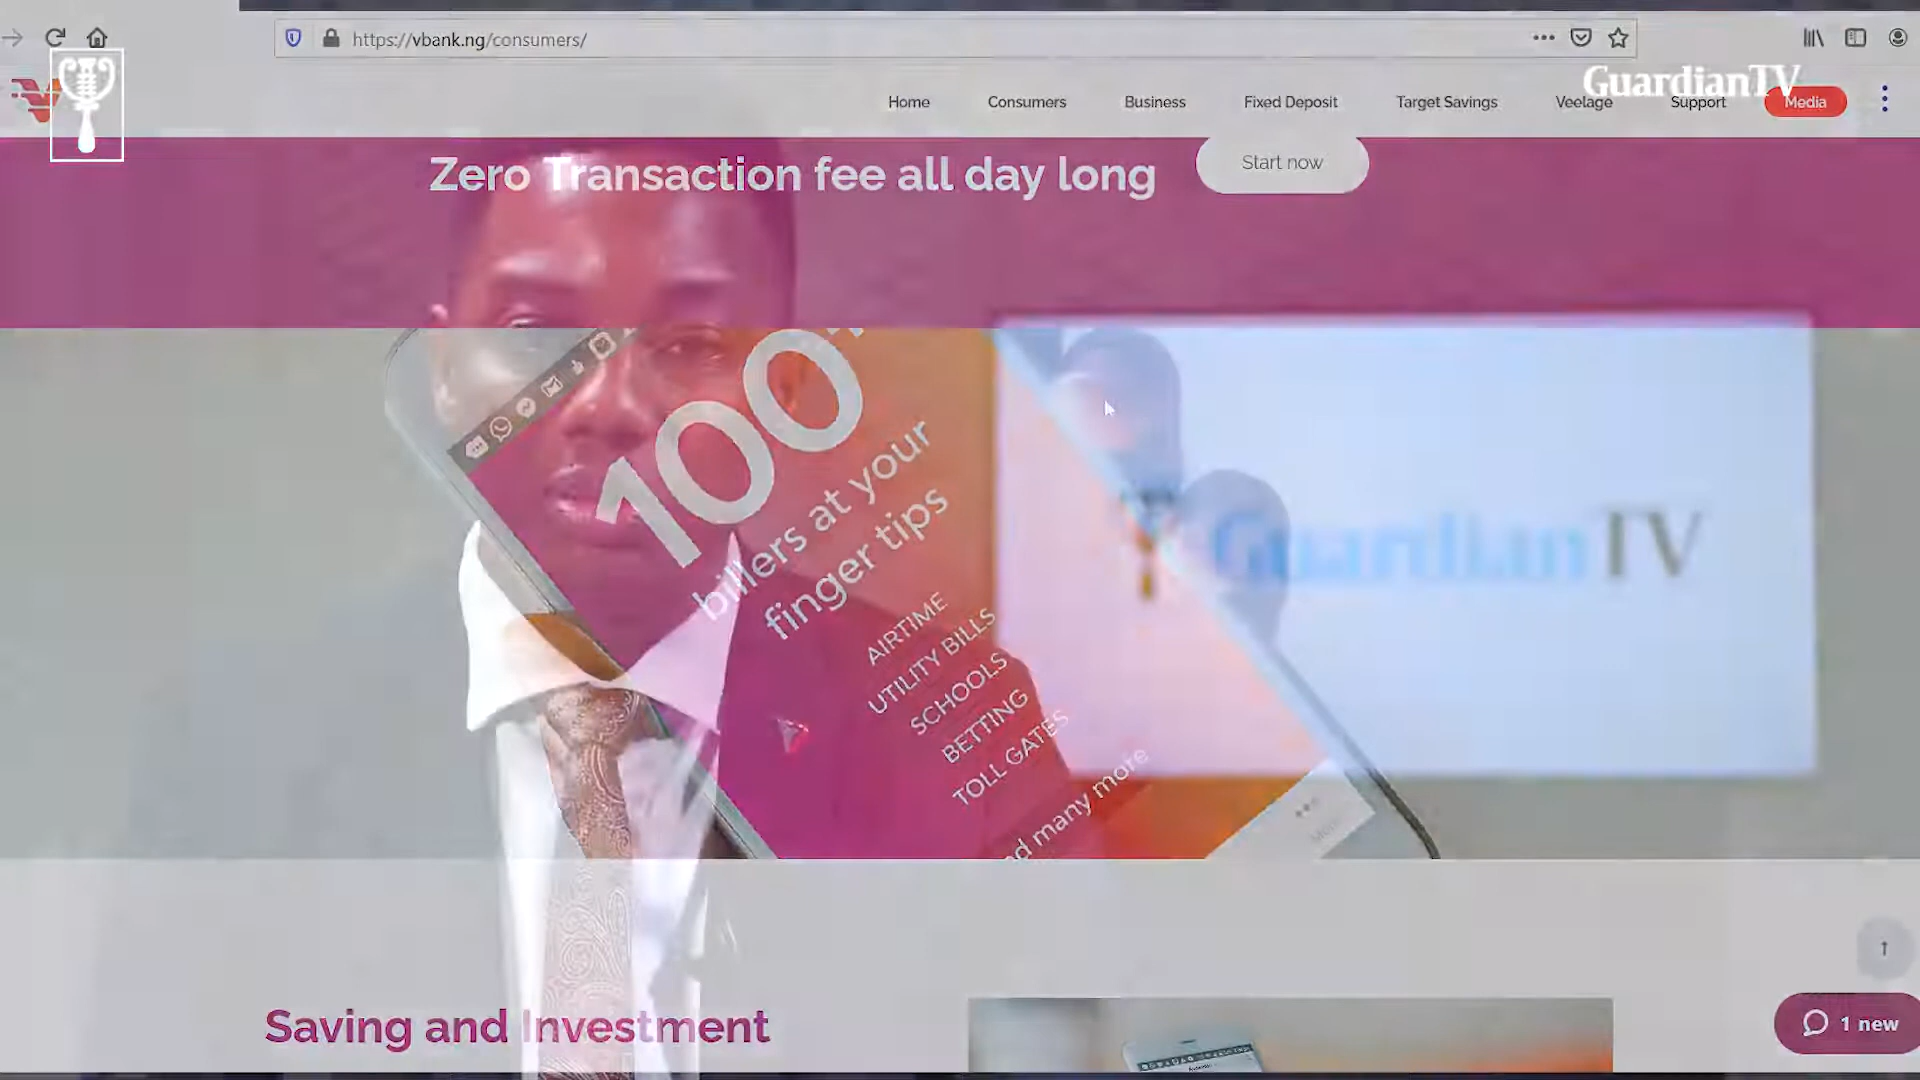 https://vbank.ng/consumers/
GuardianTV
Home
Consumers
Business
Fixed Deposit
Target Savings
Veelage
Support
Media
Zero Transaction fee all day long
Start now
100+
billers at your
finger tips
AIRTIME
UTILITY BILLS
SCHOOLS
BETTING
TOLL GATES
nd many more
GuardianTV
Saving and Investment
1 new